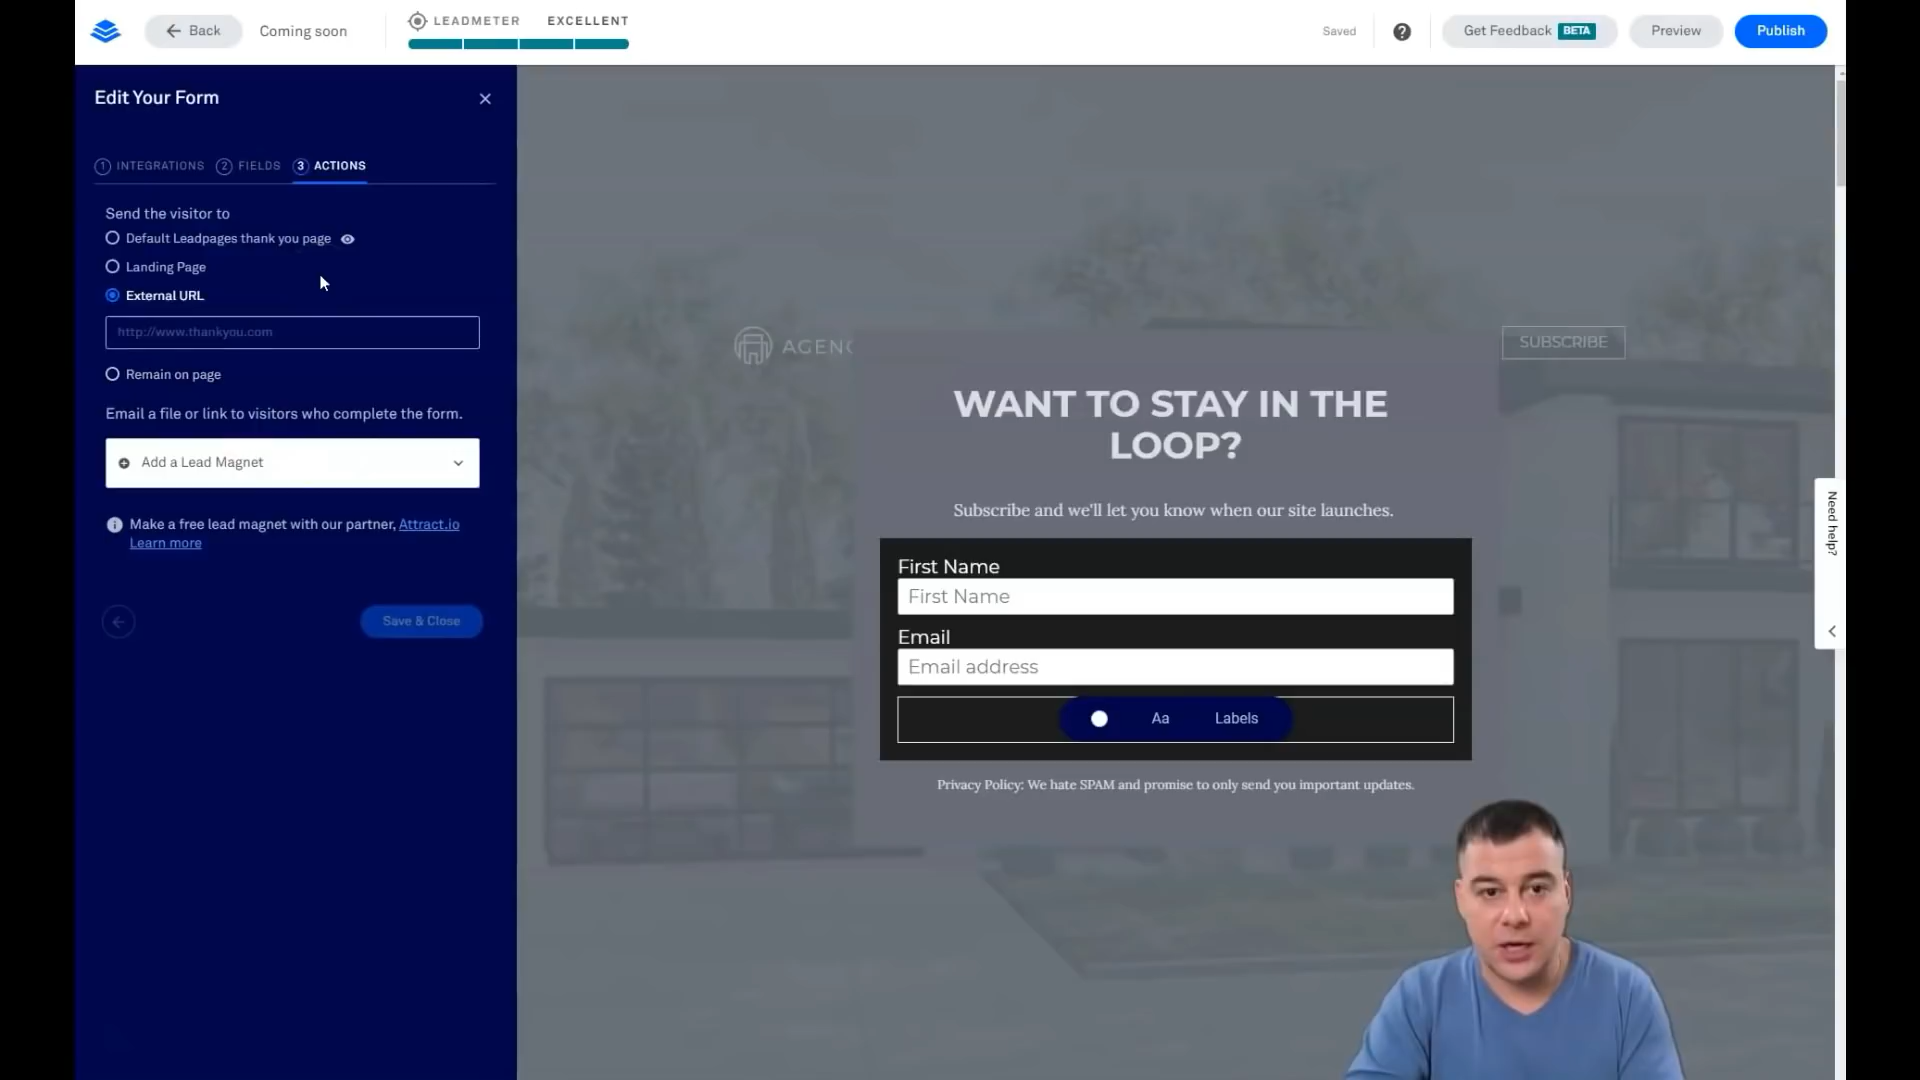 Back
Coming soon
LEADMETER EXCELLENT
Saved
?
Get Feedback BETA
Preview
Publish
Edit Your Form
1 INTEGRATIONS 2 FIELDS 3 ACTIONS
Send the visitor to
Default Leadpages thank you page
Landing Page
External URL
http://www.thankyou.com
Remain on page
Email a file or link to visitors who complete the form.
Add a Lead Magnet
Make a free lead magnet with our partner, Attract.io
Learn more
Save & Close
SUBSCRIBE
WANT TO STAY IN THE
LOOP?
Subscribe and we'll let you know when our site launches.
First Name
First Name
Email
Email address
Aa Labels
Privacy Policy: We hate SPAM and promise to only send you important updates.
Need help?